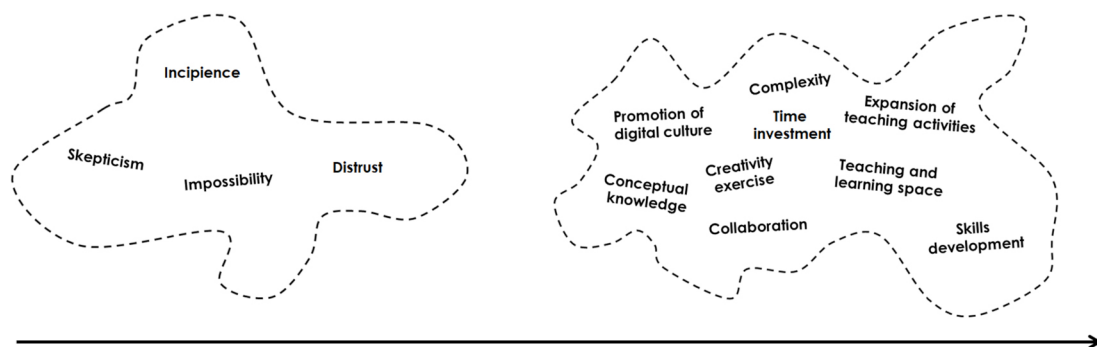 Incipience
Skepticism
Impossibility
Distrust
Complexity
Promotion of
digital culture
Time
investment
Expansion of
teaching activities
Conceptual
knowledge
Creativity
exercise
Teaching and
learning space
Collaboration
Skills
development